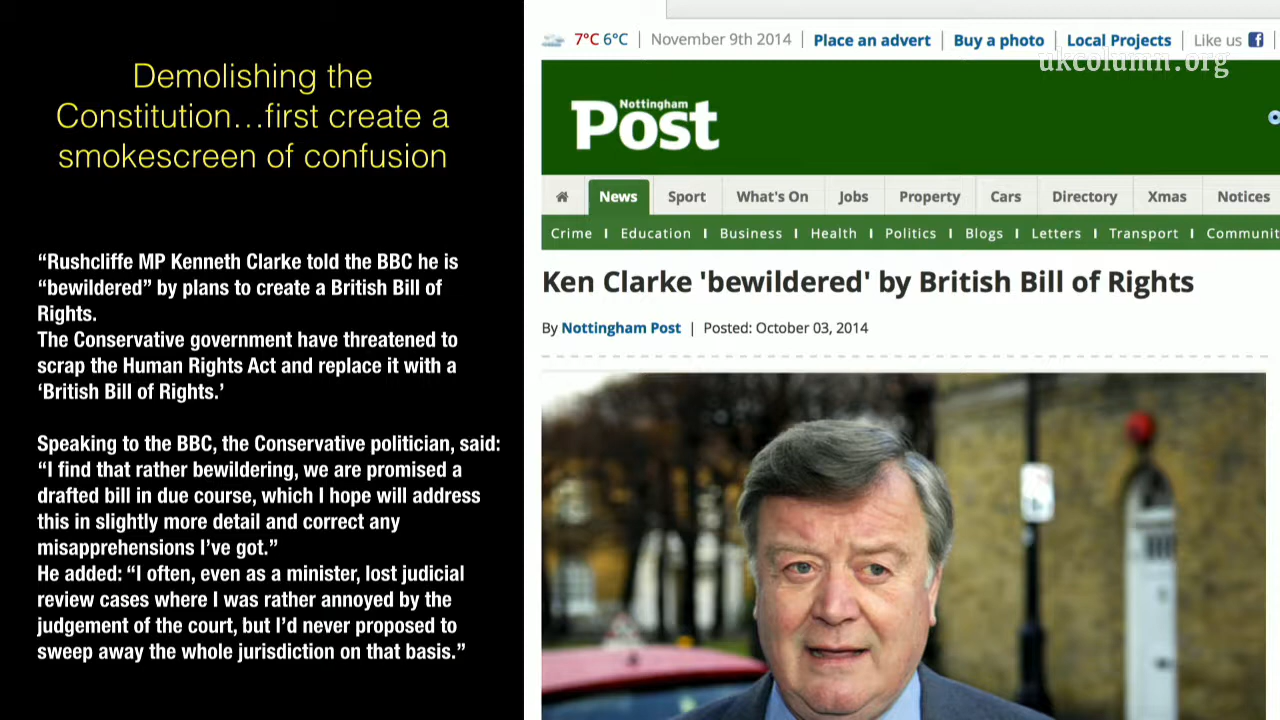 Demolishing the
Constitution…first create a
smokescreen of confusion
“Rushcliffe MP Kenneth Clarke told the BBC he is
“bewildered” by plans to create a British Bill of
Rights.
The Conservative government have threatened to
scrap the Human Rights Act and replace it with a
‘British Bill of Rights.’
Speaking to the BBC, the Conservative politician, said:
“I find that rather bewildering, we are promised a
drafted bill in due course, which I hope will address
this in slightly more detail and correct any
misapprehensions I’ve got.”
He added: “I often, even as a minister, lost judicial
review cases where I was rather annoyed by the
judgement of the court, but I’d never proposed to
sweep away the whole jurisdiction on that basis.”
7°C 6°C | November 9th 2014 | Place an advert | Buy a photo | Local Projects | Like us
ukcolumn.org
Nottingham
Post
News Sport What's On Jobs Property Cars Directory Xmas Notices
Crime Education Business Health Politics Blogs Letters Transport Communit
Ken Clarke 'bewildered' by British Bill of Rights
By Nottingham Post | Posted: October 03, 2014